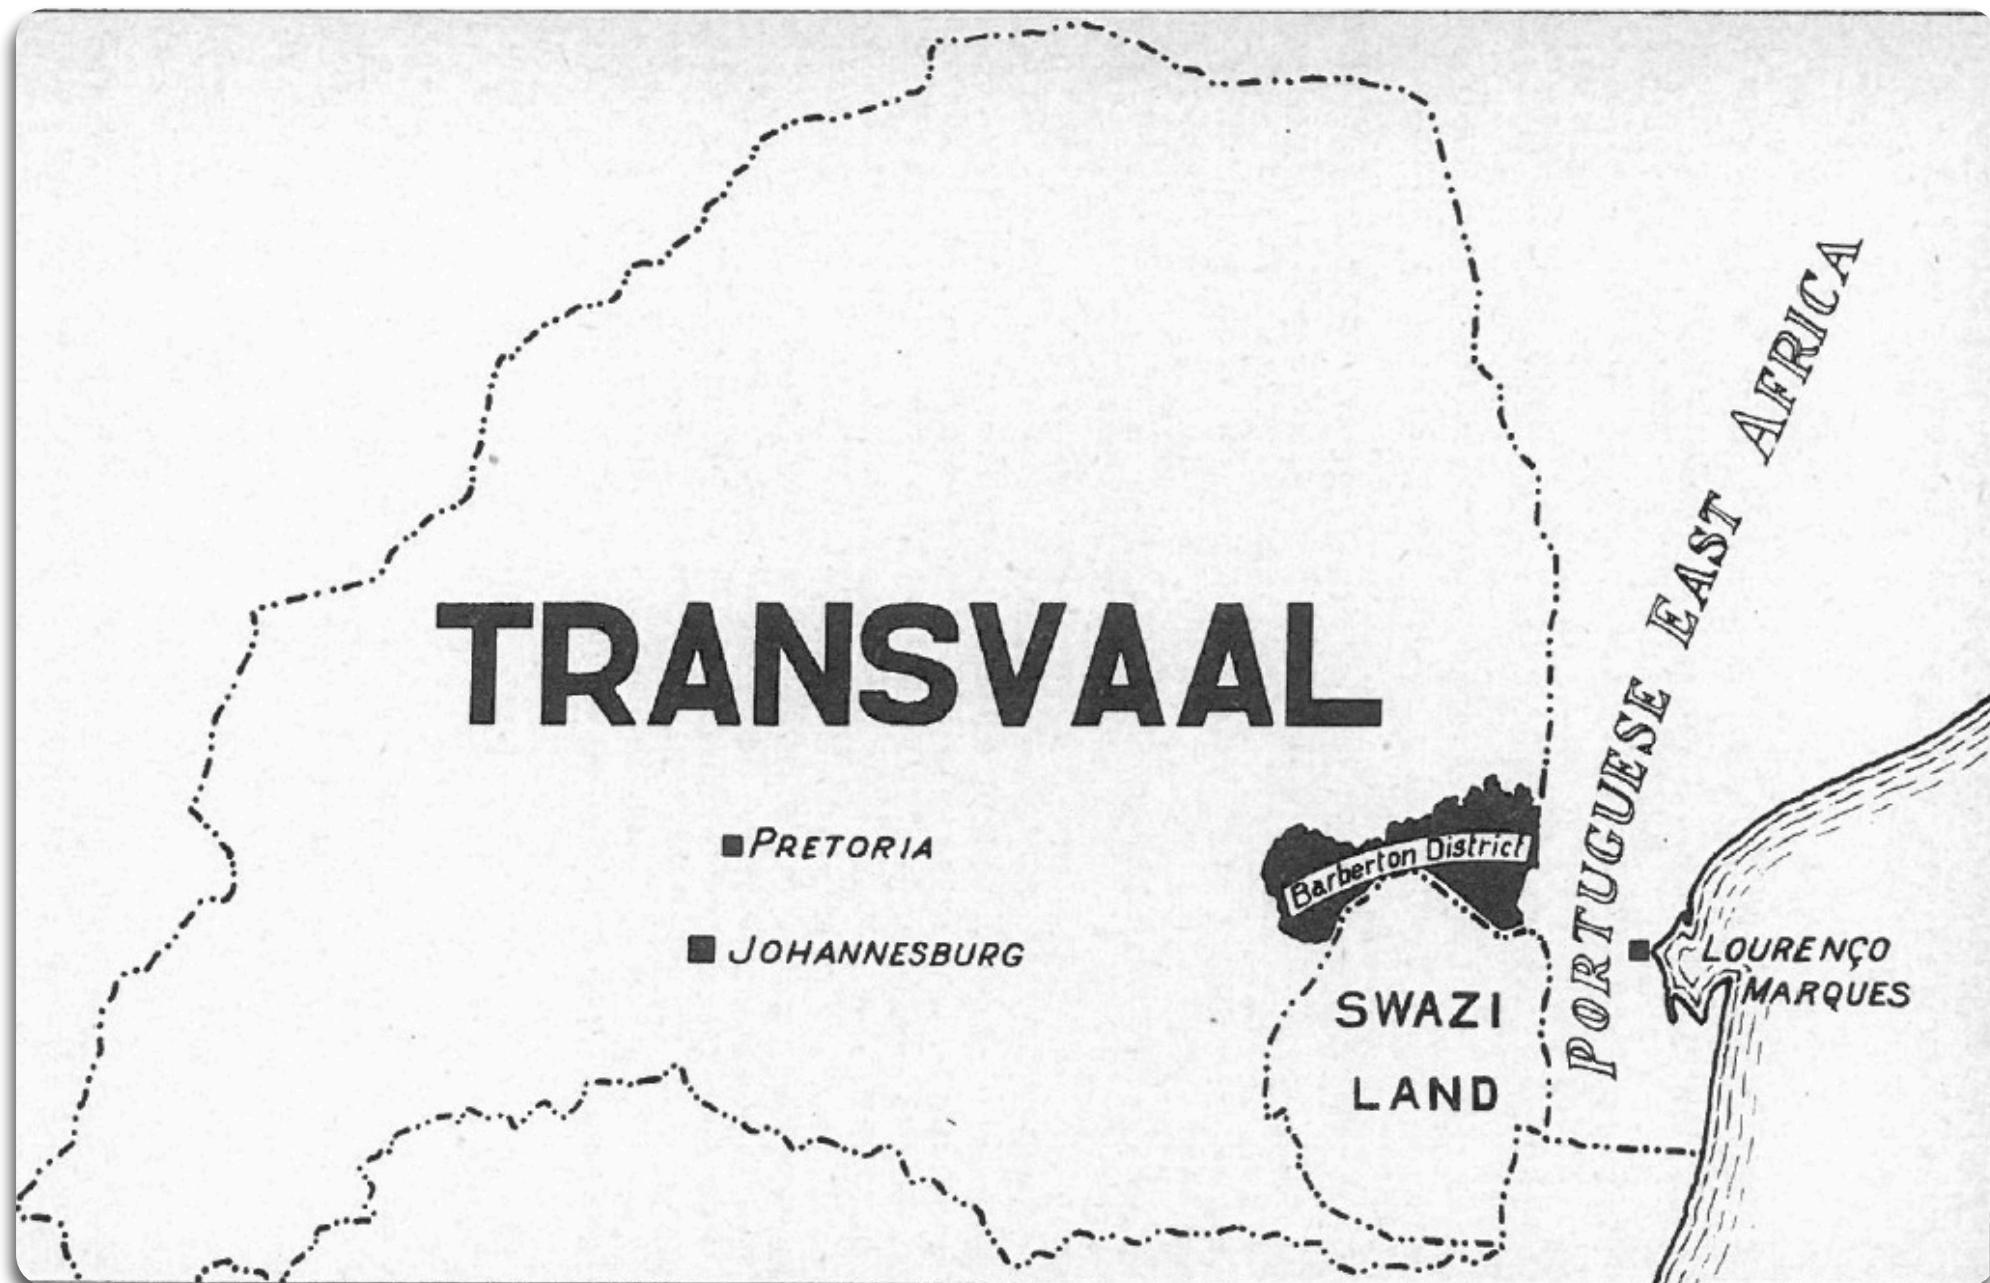 PORTUGUESE EAST AFRICA
TRANSVAAL
PRETORIA
Barberton District
JOHANNESBURG
LOURENÇO
MARQUES
SWAZI
LAND